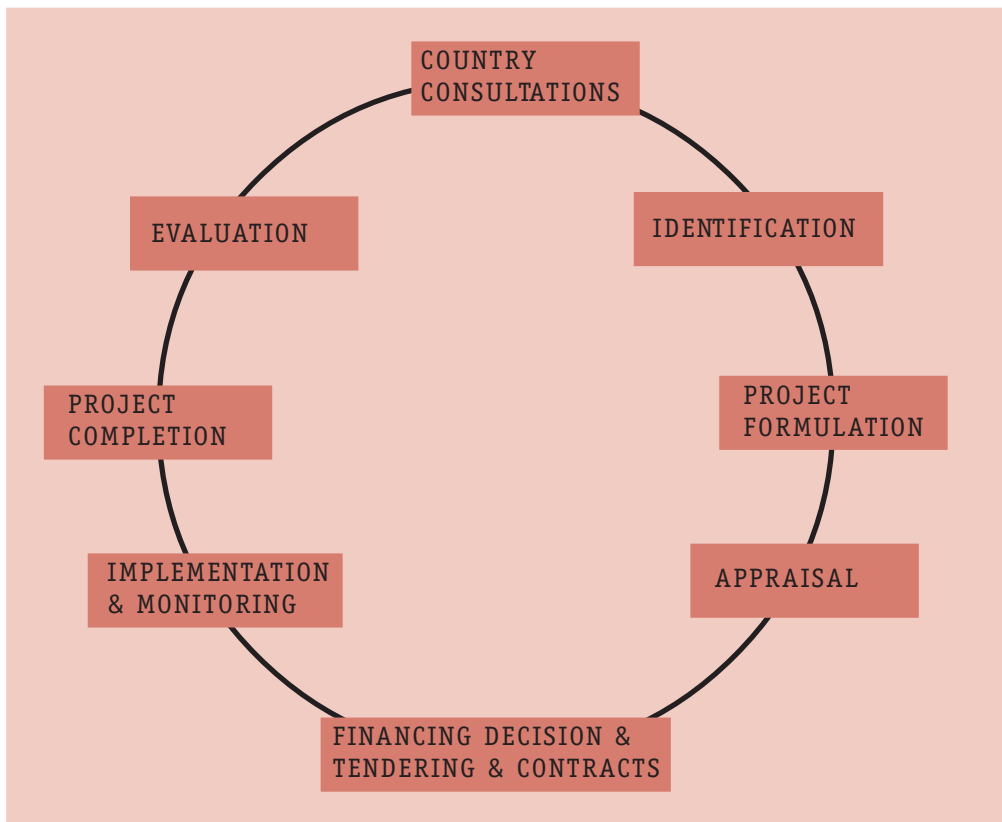 COUNTRY
CONSULTATIONS
IDENTIFICATION
PROJECT
FORMULATION
APPRAISAL
FINANCING DECISION &
TENDERING & CONTRACTS
IMPLEMENTATION
& MONITORING
PROJECT
COMPLETION
EVALUATION